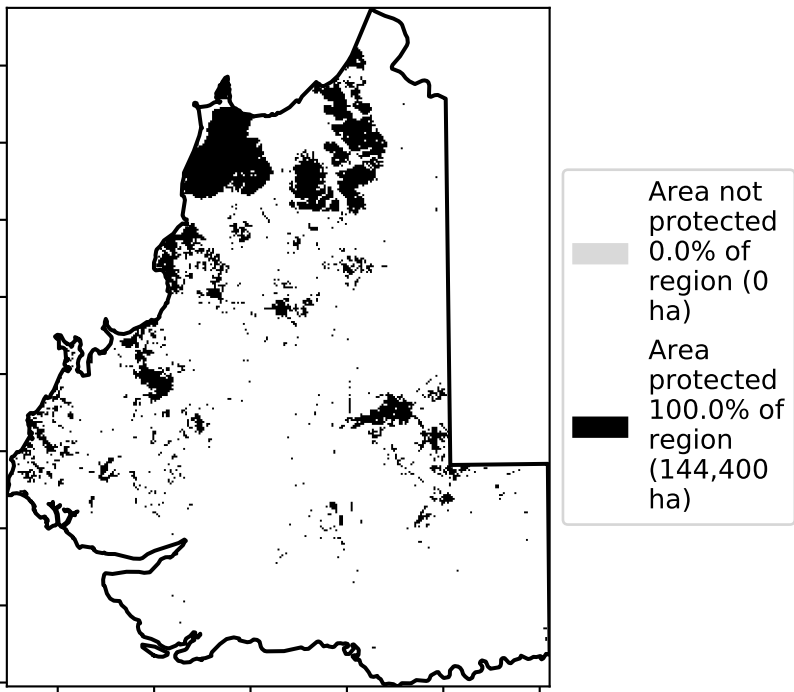 Area not
protected
0.0% of
region (0
ha)
Area
protected
100.0% of
region
(144,400
ha)